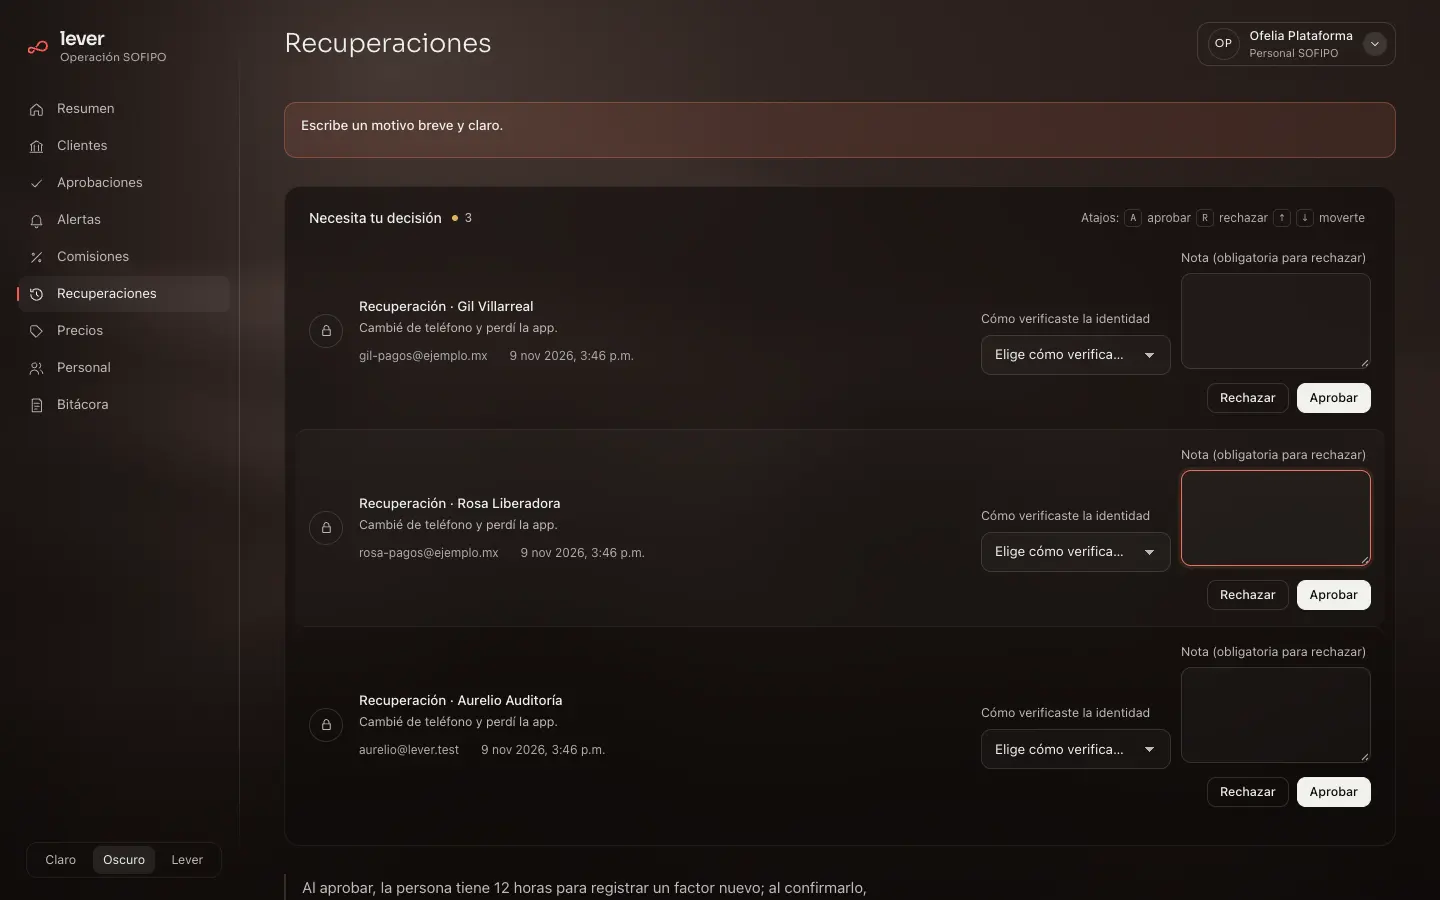 lever
Operación SOFIPO
Resumen
Clientes
Aprobaciones
Alertas
Comisiones
Recuperaciones
Precios
Personal
Bitácora
Claro
Oscuro
Lever
Recuperaciones
OP
Ofelia Plataforma
Personal SOFIPO
Escribe un motivo breve y claro.
Necesita tu decisión 3
Atajos: A aprobar R rechazar ↑ ↓ moverte
Recuperación · Gil Villarreal
Cambié de teléfono y perdí la app.
gil-pagos@ejemplo.mx 9 nov 2026, 3:46 p.m.
Cómo verificaste la identidad
Elige cómo verifica...
Nota (obligatoria para rechazar)
Rechazar
Aprobar
Recuperación · Rosa Liberadora
Cambié de teléfono y perdí la app.
rosa-pagos@ejemplo.mx 9 nov 2026, 3:46 p.m.
Cómo verificaste la identidad
Elige cómo verifica...
Nota (obligatoria para rechazar)
Rechazar
Aprobar
Recuperación · Aurelio Auditoría
Cambié de teléfono y perdí la app.
aurelio@lever.test 9 nov 2026, 3:46 p.m.
Cómo verificaste la identidad
Elige cómo verifica...
Nota (obligatoria para rechazar)
Rechazar
Aprobar
Al aprobar, la persona tiene 12 horas para registrar un factor nuevo; al confirmarlo,